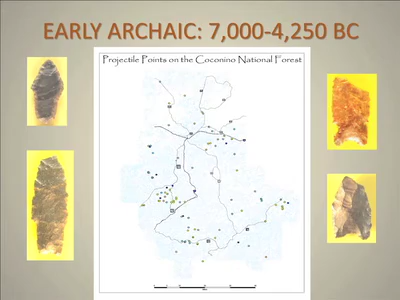 EARLY ARCHAIC: 7,000-4,250 BC
Projectile Points on the Coconino National Forest